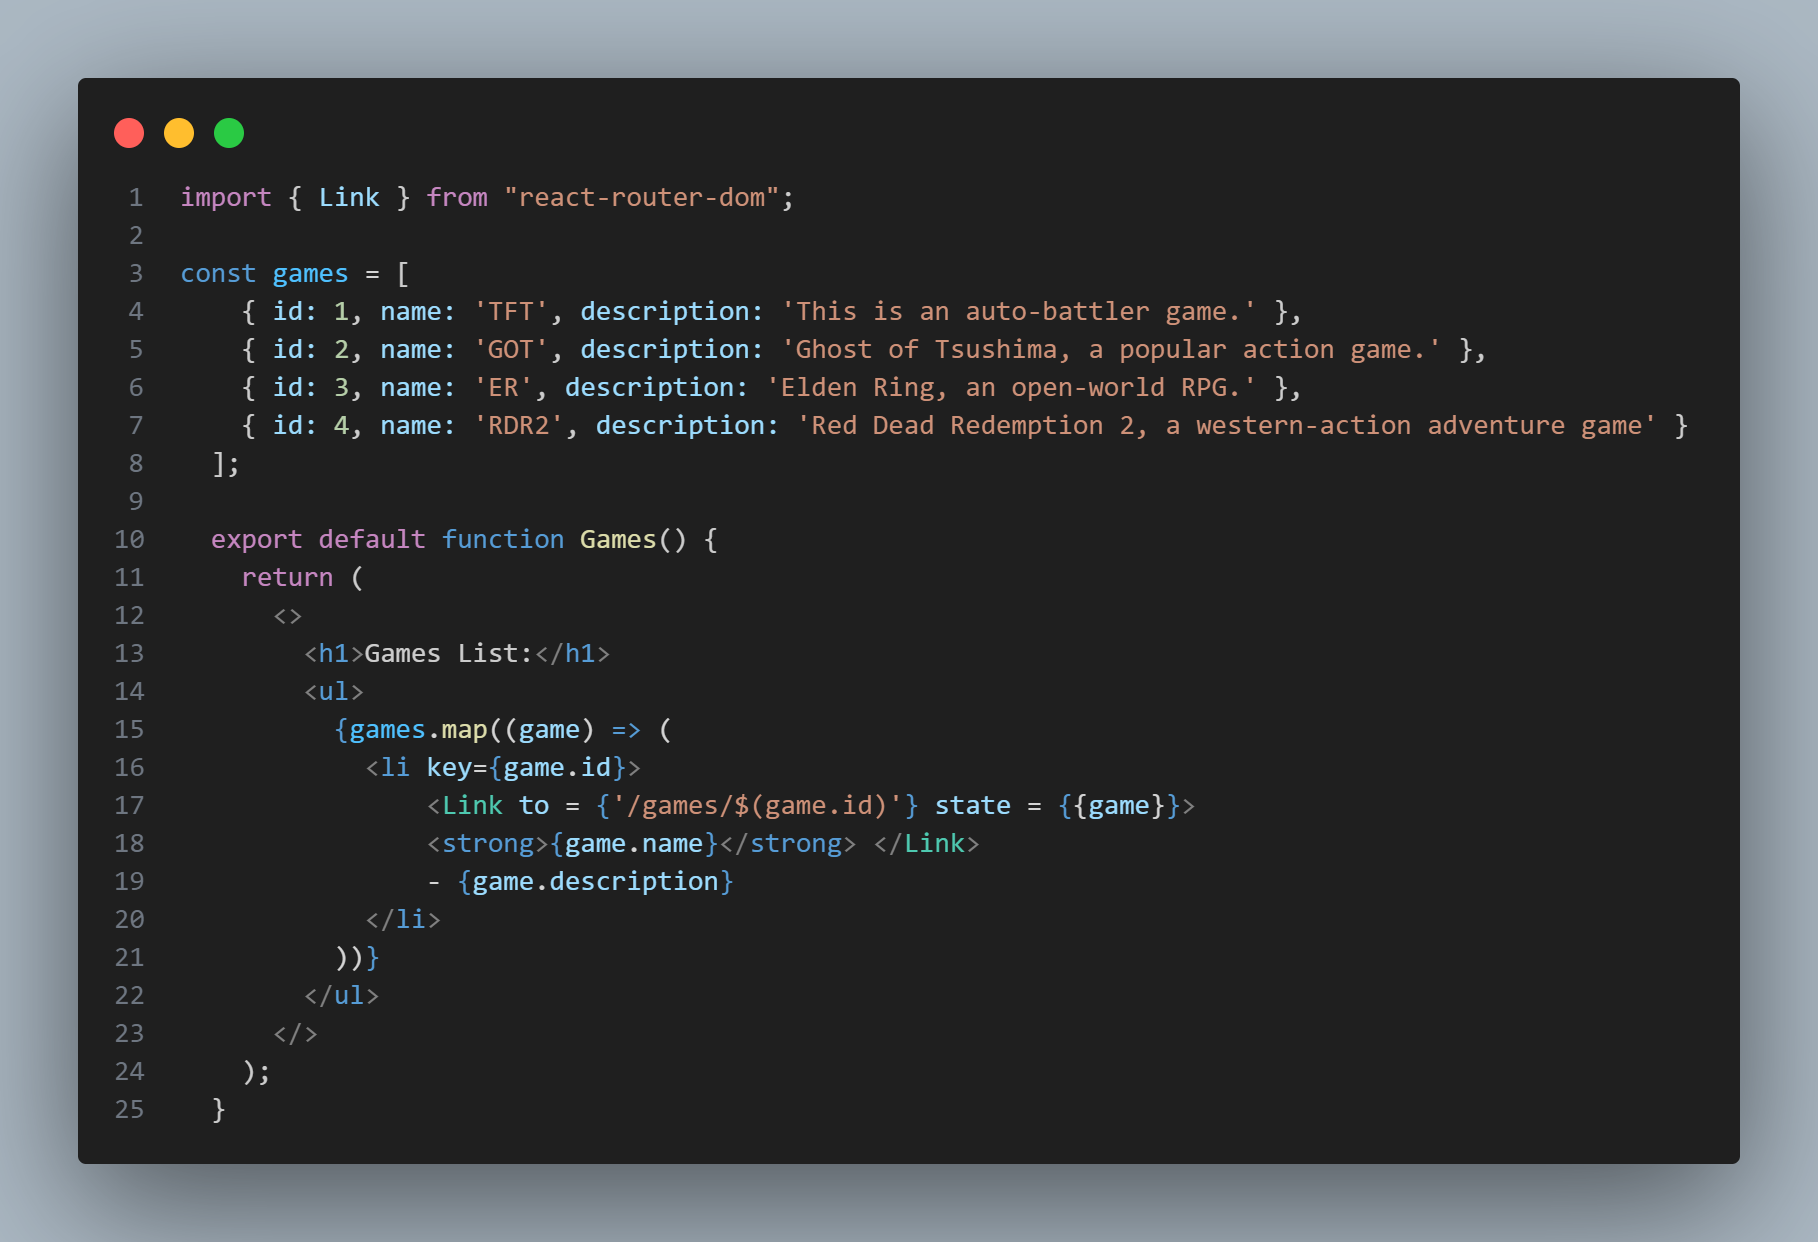 1 import { Link } from "react-router-dom";
2
3 const games = [
4     { id: 1, name: 'TFT', description: 'This is an auto-battler game.' },
5     { id: 2, name: 'GOT', description: 'Ghost of Tsushima, a popular action game.' },
6     { id: 3, name: 'ER', description: 'Elden Ring, an open-world RPG.' },
7     { id: 4, name: 'RDR2', description: 'Red Dead Redemption 2, a western-action adventure game' }
8   ];
9
10   export default function Games() {
11     return (
12       <>
13         <h1>Games List:</h1>
14         <ul>
15           {games.map((game) => (
16             <li key={game.id}>
17                 <Link to = {'/games/$(game.id)'} state = {{game}}>
18                 <strong>{game.name}</strong> </Link>
19                 - {game.description}
20             </li>
21           ))}
22         </ul>
23       </>
24     );
25   }